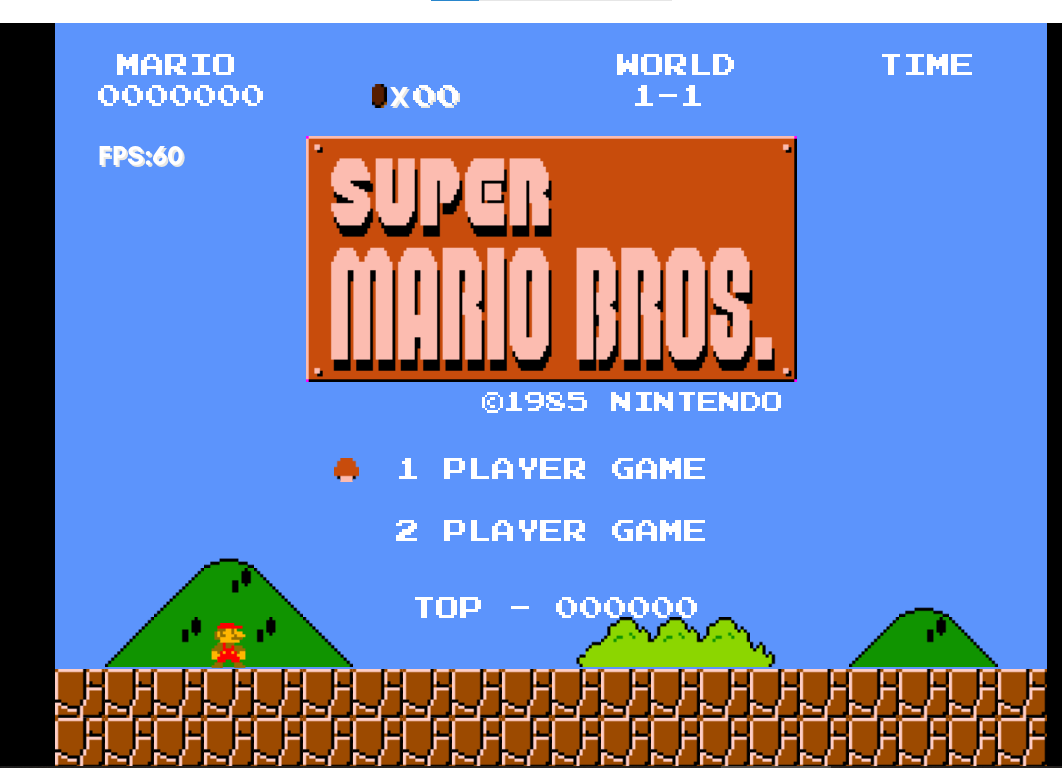 MARIO WORLD TIME
0000000 x00 1-1
FPS:60
SUPER
MARIO BROS.
©1985 NINTENDO
1 PLAYER GAME
2 PLAYER GAME
TOP - 000000